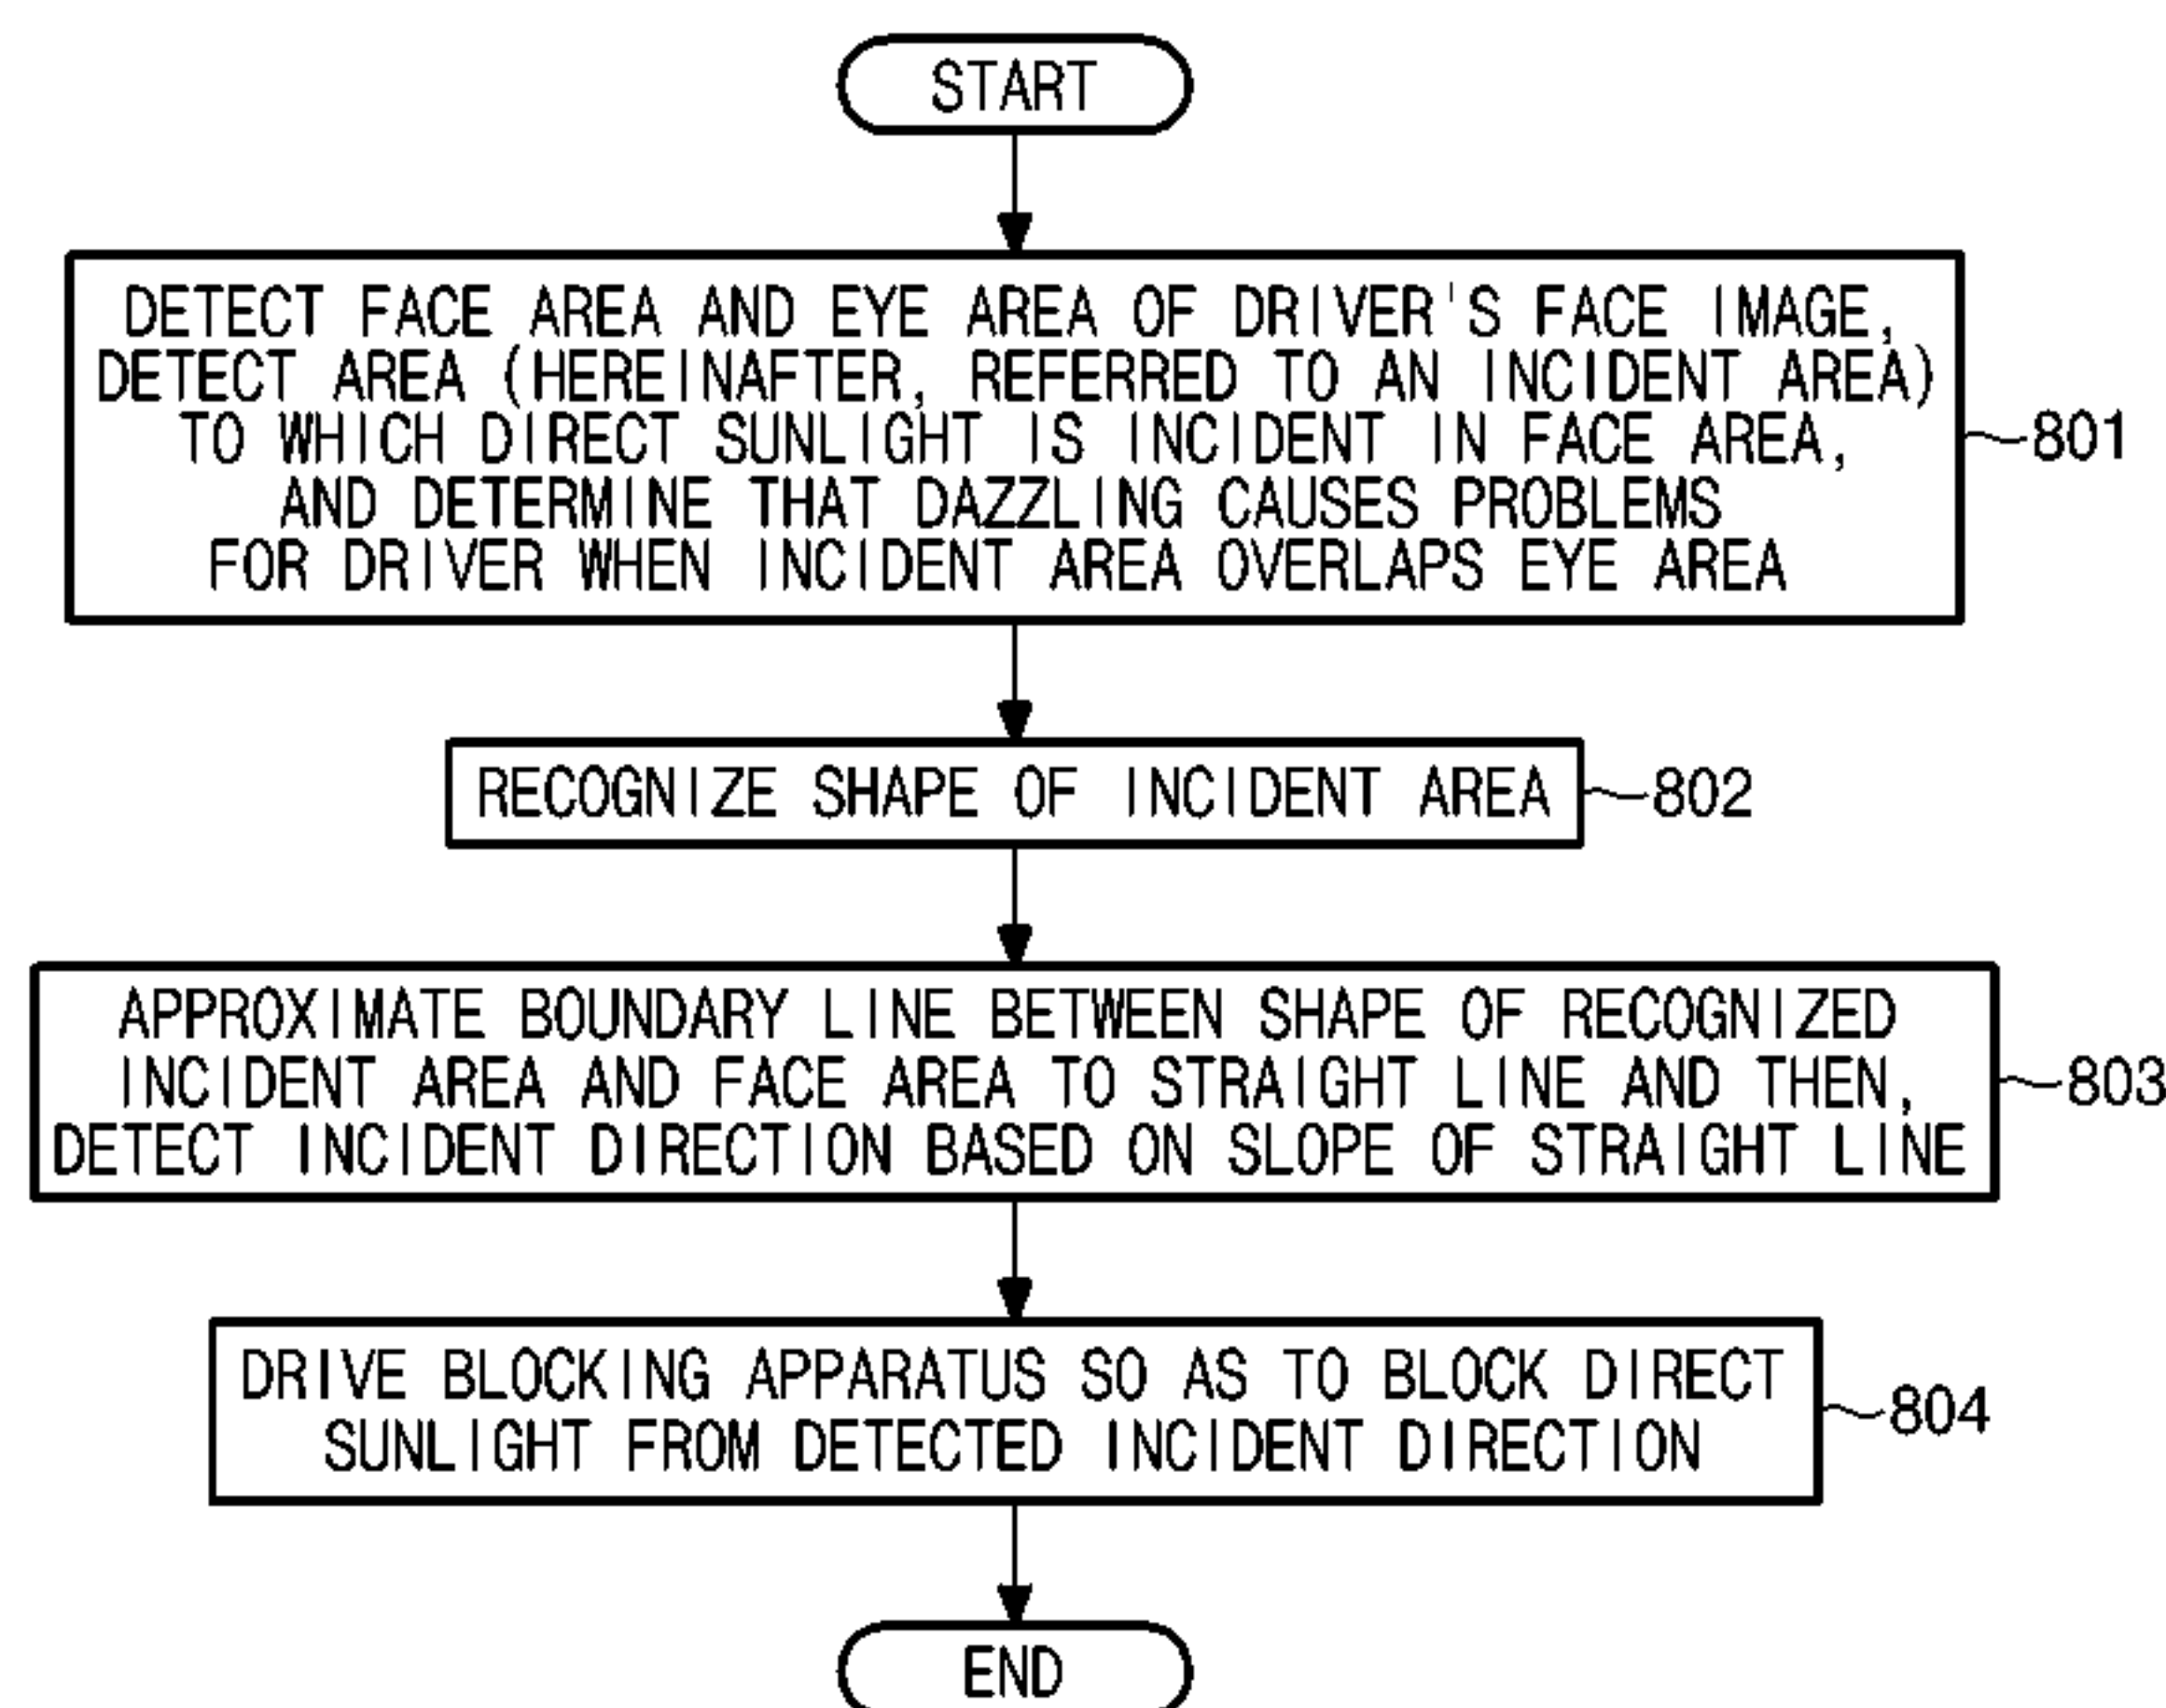 START
DETECT FACE AREA AND EYE AREA OF DRIVER'S FACE IMAGE,
DETECT AREA (HEREINAFTER, REFERRED TO AN INCIDENT AREA)
TO WHICH DIRECT SUNLIGHT IS INCIDENT IN FACE AREA,
AND DETERMINE THAT DAZZLING CAUSES PROBLEMS
FOR DRIVER WHEN INCIDENT AREA OVERLAPS EYE AREA
801
RECOGNIZE SHAPE OF INCIDENT AREA
802
APPROXIMATE BOUNDARY LINE BETWEEN SHAPE OF RECOGNIZED
INCIDENT AREA AND FACE AREA TO STRAIGHT LINE AND THEN,
DETECT INCIDENT DIRECTION BASED ON SLOPE OF STRAIGHT LINE
803
DRIVE BLOCKING APPARATUS SO AS TO BLOCK DIRECT
SUNLIGHT FROM DETECTED INCIDENT DIRECTION
804
END